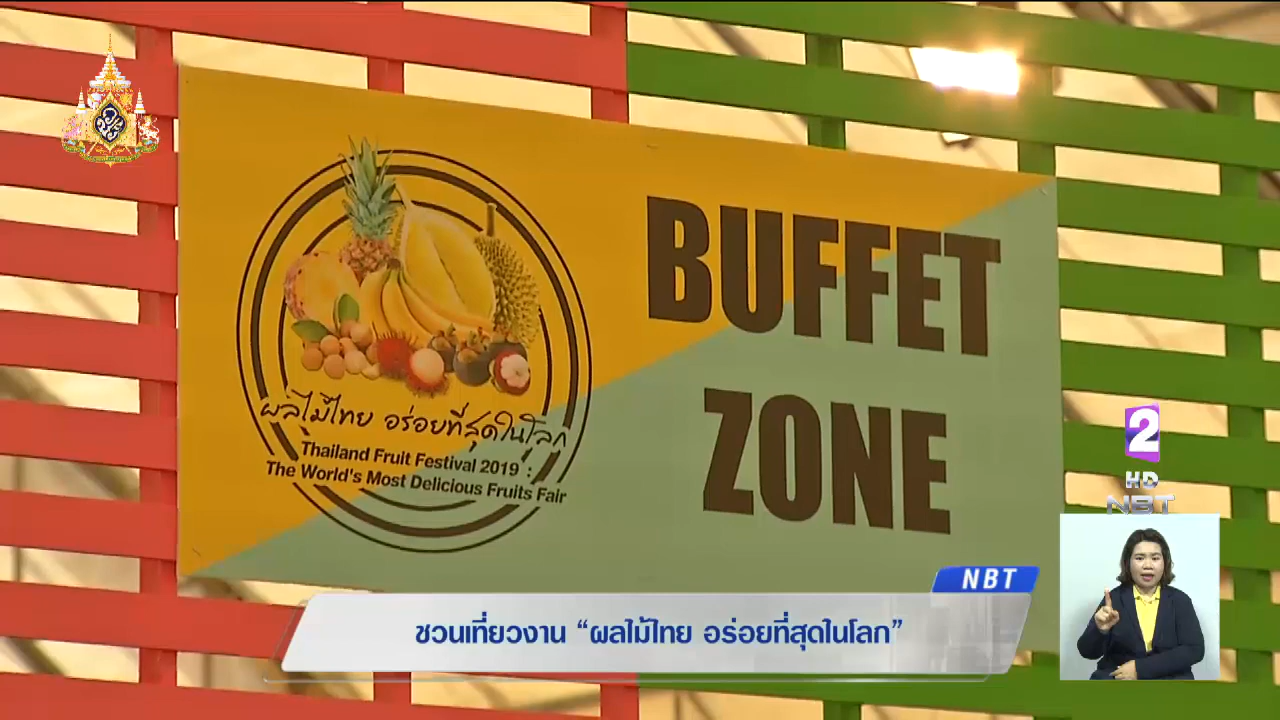 BUFFET
ZONE
ผลไม้ไทย อร่อยที่สุดในโลก
Thailand Fruit Festival 2019 :
The World's Most Delicious Fruits Fair
2
HD
NBT
NBT
ชวนเที่ยวงาน “ผลไม้ไทย อร่อยที่สุดในโลก”